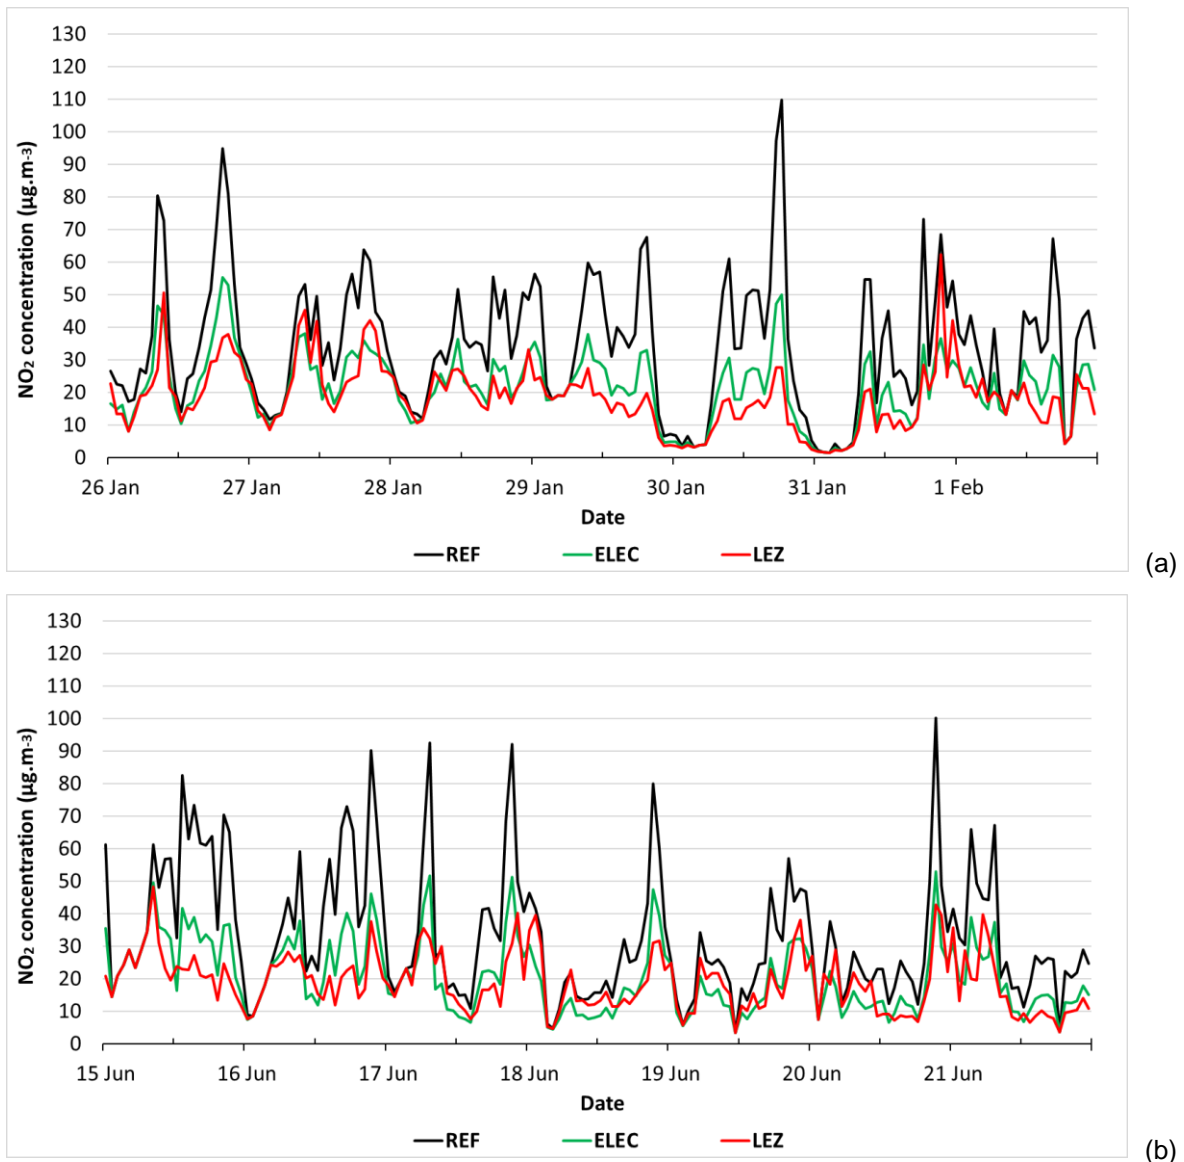 130
120
110
100
90
80
70
60
50
40
30
20
10
0
NO₂ concentration (µg.m⁻³)
26 Jan 27 Jan 28 Jan 29 Jan 30 Jan 31 Jan 1 Feb
Date
REF ELEC LEZ
(a)
130
120
110
100
90
80
70
60
50
40
30
20
10
0
NO₂ concentration (µg.m⁻³)
15 Jun 16 Jun 17 Jun 18 Jun 19 Jun 20 Jun 21 Jun
Date
REF ELEC LEZ
(b)